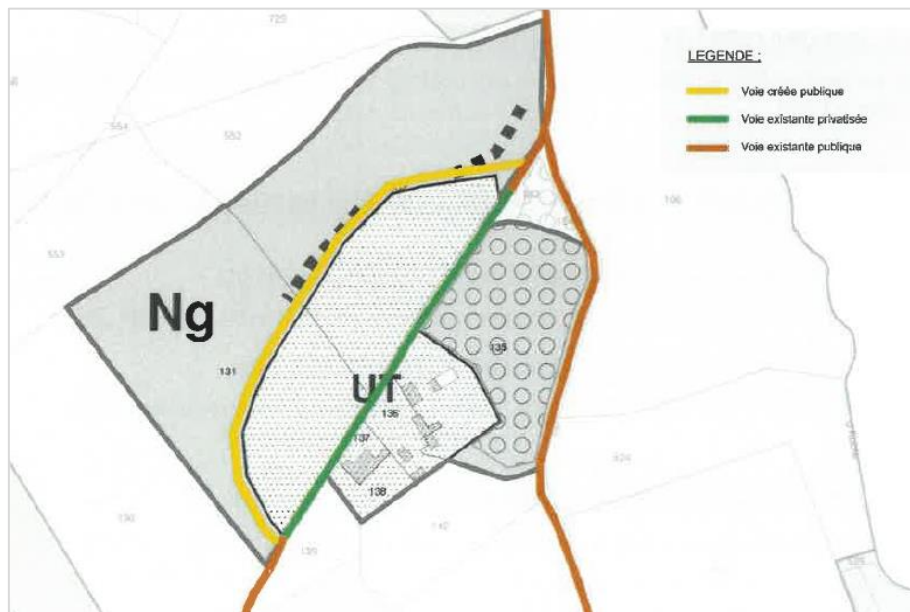 725
LEGENDE :
Voie créée publique
554
552
Voie existante privatisée
Voie existante publique
106
553
Ng
135
131
UT
136
137
138
824
130
142
139